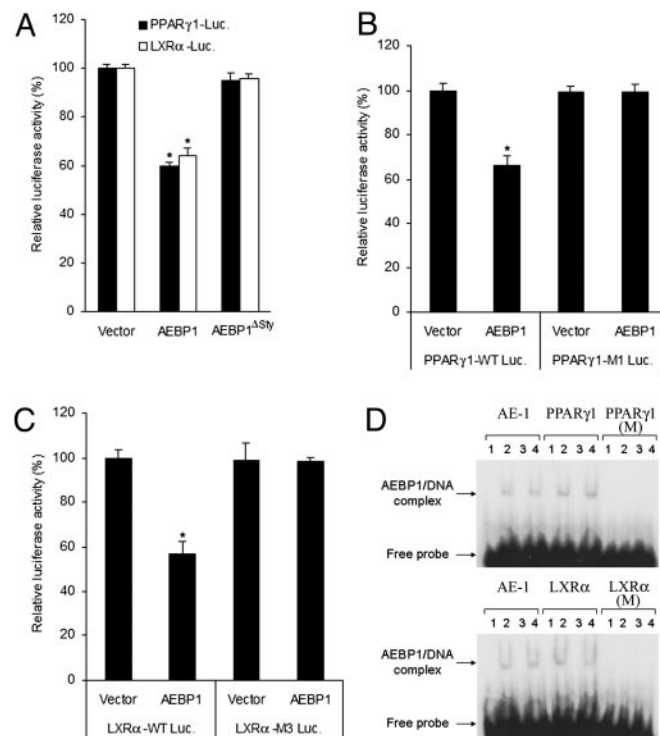 A
PPARγ1-Luc.
LXRα-Luc.
Relative luciferase activity (%)
120
100
80
60
40
20
0
* *
Vector AEBP1 AEBP1ΔSty
B
Relative luciferase activity (%)
120
100
80
60
40
20
0
*
Vector AEBP1 Vector AEBP1
PPARγ1-WT Luc. PPARγ1-M1 Luc.
C
Relative luciferase activity (%)
120
100
80
60
40
20
0
*
Vector AEBP1 Vector AEBP1
LXRα-WT Luc. LXRα-M3 Luc.
D
AE-1 PPARγ1 PPARγ1
(M)
1 2 3 4 1 2 3 4 1 2 3 4
AEBP1/DNA
complex
Free probe
AE-1 LXRα LXRα
(M)
1 2 3 4 1 2 3 4 1 2 3 4
AEBP1/DNA
complex
Free probe